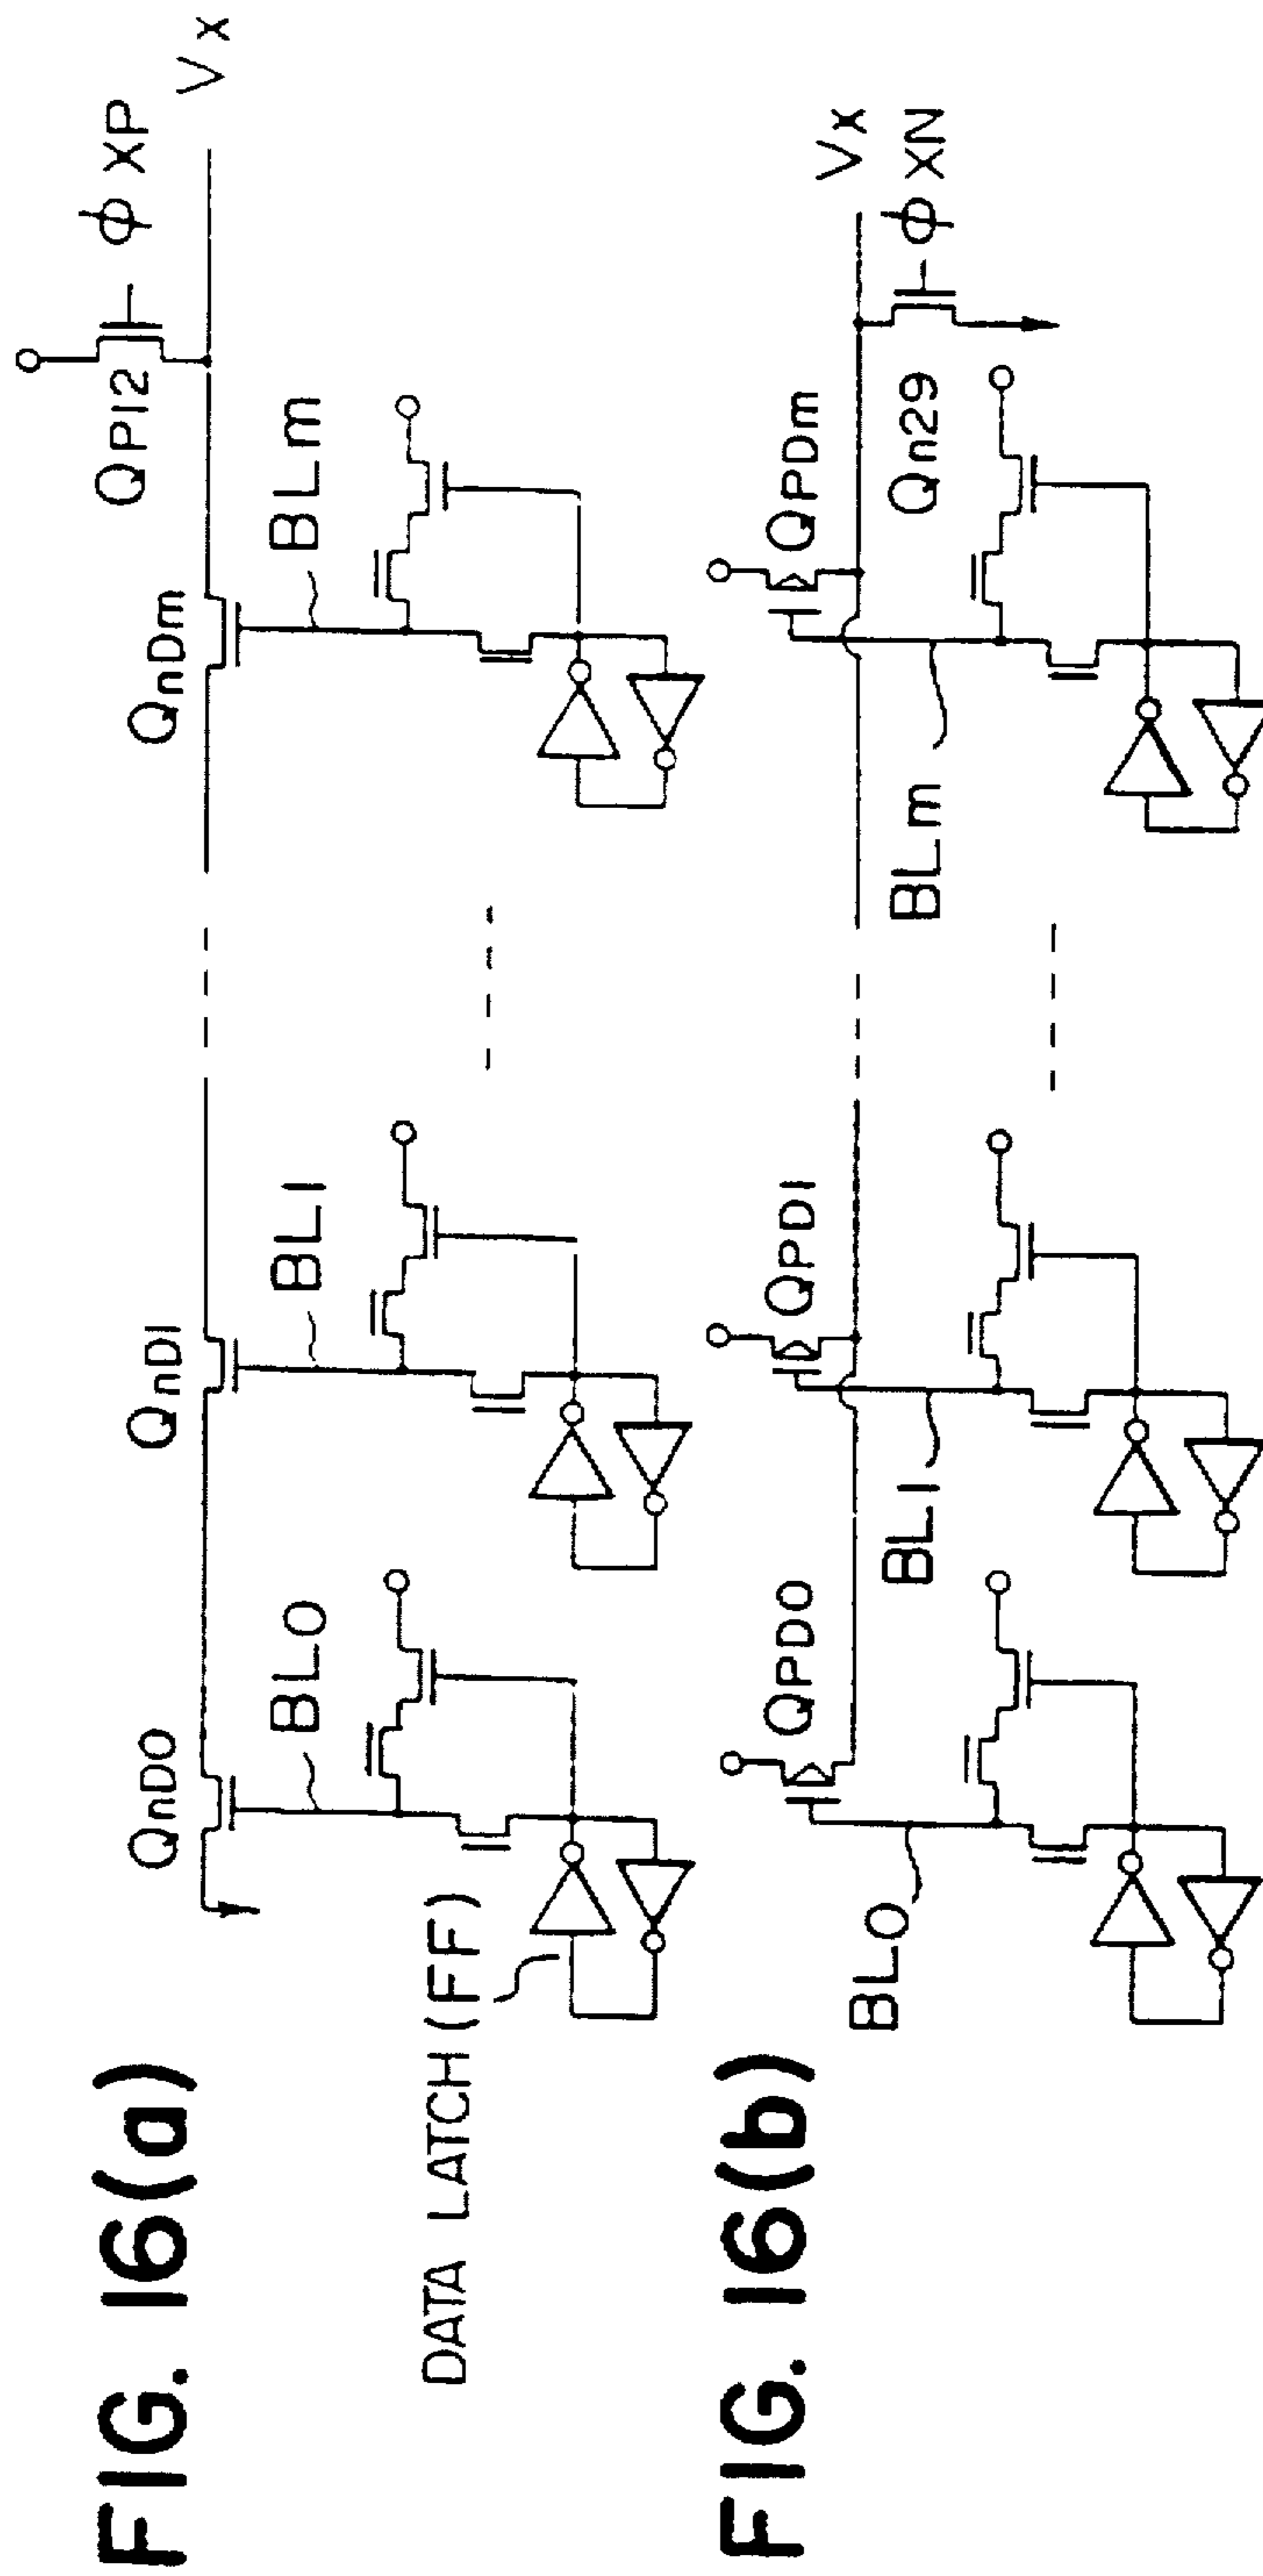 FIG. 16(a)
QnD0 QnD1 QnDm QP12 φXP Vx
BL0 BL1 BLm
DATA LATCH(FF)
FIG. 16(b)
QPD0 QPD1 QPDm Vx
BL0 BL1 BLm Qn29 φXN